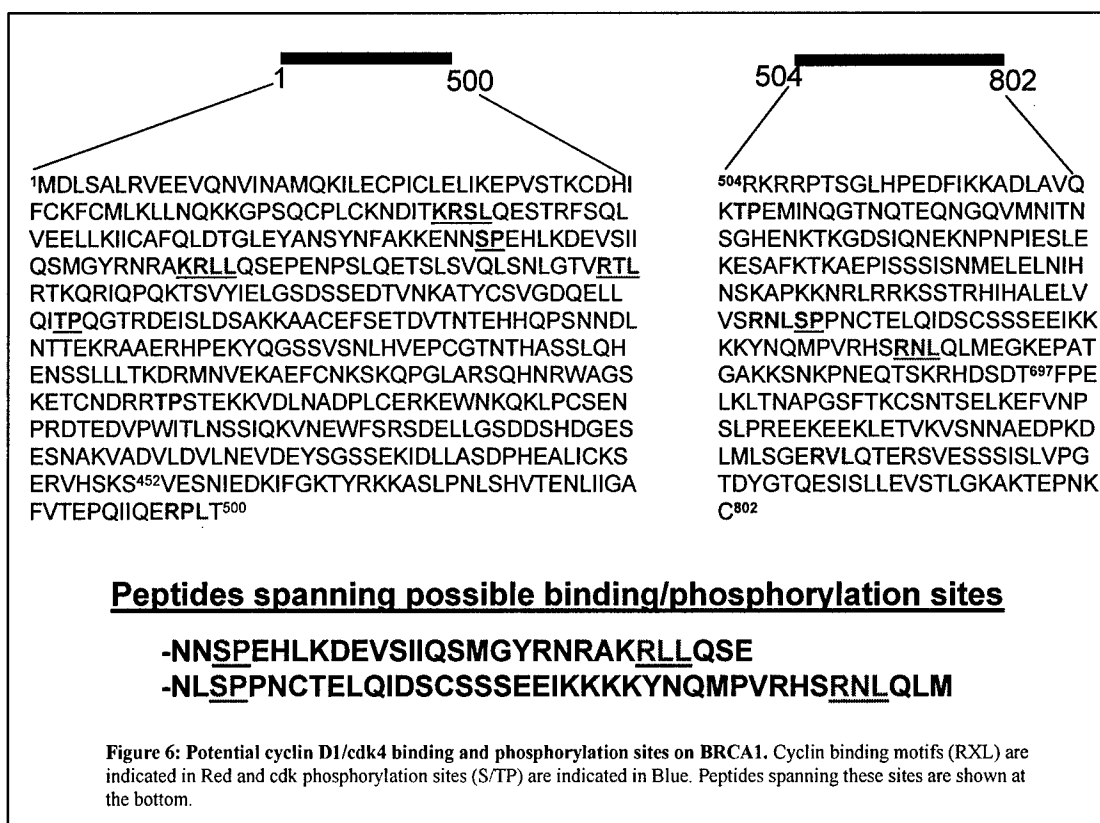 1
500
504
802
¹MDLSALRVEEVQNVINAMQKILECPICLELIKEPVSTKCDHI
FCKFCMLKLLNQKKGPSQCPLCKNDITKRSLQESTRFSQL
VEELLKIICAFQLDTGLEYANSYNFAKKENNSPEHLKDEVSII
QSMGYRNRAKRLLQSEPENPSLQETSLSVQLSNLGTVRTL
RTKQRIQPQKTSVYIELGSDSSEDTVNKATYCSVGDQELL
QITPQGTRDEISLDSAKKAACEFSETDVTNTEHHQPSNNDL
NTTEKRAAERHPEKYQGSSVSNLHVEPCGTNTHASSLQH
ENSSLLLTKDRMNVEKAEFCNKSKQPGLARSQHNRWAGS
KETCNDRRTPSTEKKVDLNADPLCERKEWNKQKLPCSEN
PRDTEDVPWITLNSSIQKVNEWFSRSDELLGSDDSHDGES
ESNAKVADVLDVLNEVDEYSGSSEKIDLLASDPHEALICKS
ERVHSKS⁴⁵²VESNIEDKIFGKTYRKKASLPNLSHVTENLIIGA
FVTEPQIIQERPLT⁵⁰⁰
⁵⁰⁴RKRRPTSGLHPEDFIKKADLAVQ
KTPEMINQGTNQTEQNGQVMNITN
SGHENKTKGDSIQNEKNPNPIESLE
KESAFKTKAEPISSSISNMELELNIH
NSKAPKKNRLRRKSSTRHIHALELV
VSRNLSPPNCTELQIDSCSSSEEIKK
KKYNQMPVRHSRNLQLMEGKEPAT
GAKKSNKPNEQTSKRHDSDT⁶⁹⁷FPE
LKLTNAPGSFTKCSNTSELKEFVNP
SLPREEKEEKLETVKVSNNAEDPKD
LMLSGERVLQTERSVESSSISLVPG
TDYGTQESISLLEVSTLGKAKTEPNK
C⁸⁰²
Peptides spanning possible binding/phosphorylation sites
-NNSPEHLKDEVSIIQSMGYRNRAKRLLQSE
-NLSPPNCTELQIDSCSSSEEIKKKKYNQMPVRHSRNLQLM
Figure 6: Potential cyclin D1/cdk4 binding and phosphorylation sites on BRCA1. Cyclin binding motifs (RXL) are
indicated in Red and cdk phosphorylation sites (S/TP) are indicated in Blue. Peptides spanning these sites are shown at
the bottom.